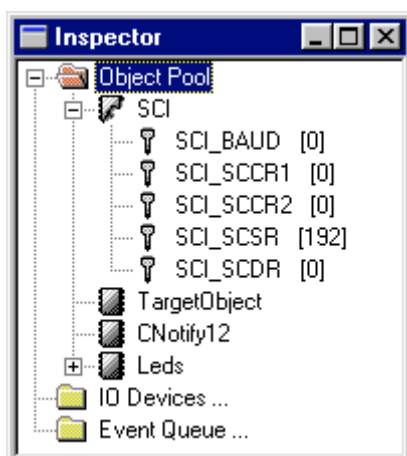 Inspector
Object Pool
SCI
SCI_BAUD [0]
SCI_SCCR1 [0]
SCI_SCCR2 [0]
SCI_SCSR [192]
SCI_SCDR [0]
TargetObject
CNotify12
Leds
IO Devices ...
Event Queue ...